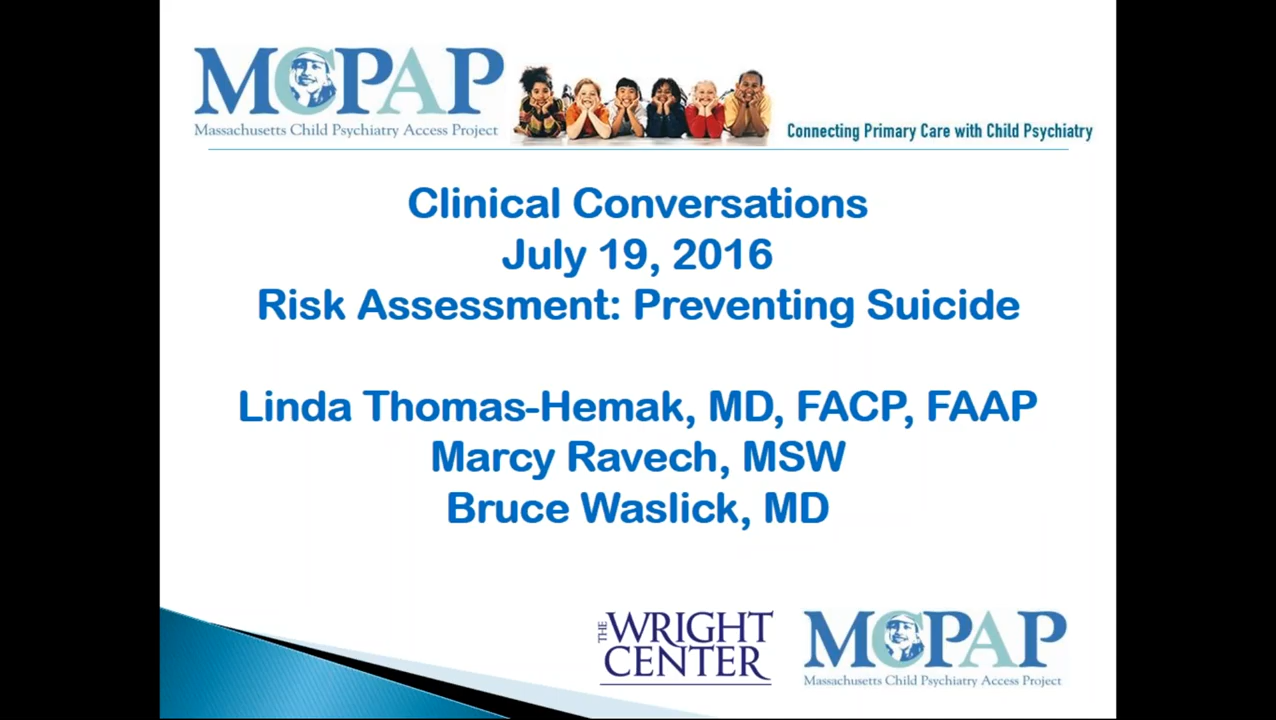 MCPAP
Massachusetts Child Psychiatry Access Project
Connecting Primary Care with Child Psychiatry
Clinical Conversations
July 19, 2016
Risk Assessment: Preventing Suicide
Linda Thomas-Hemak, MD, FACP, FAAP
Marcy Ravech, MSW
Bruce Waslick, MD
THE WRIGHT
CENTER
MCPAP
Massachusetts Child Psychiatry Access Project